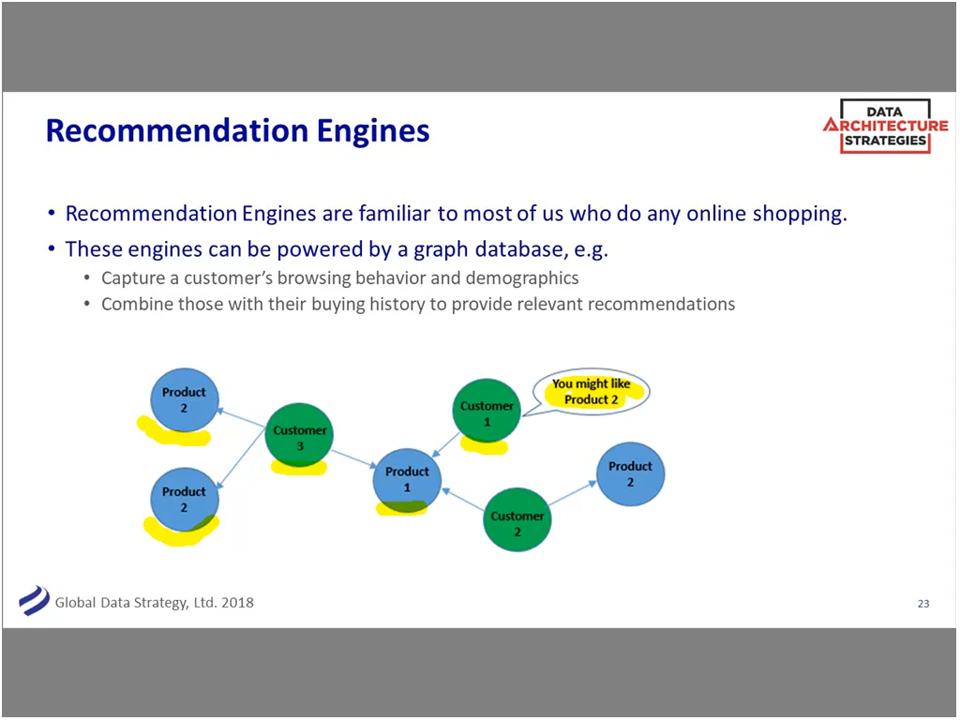 Recommendation Engines
DATA
ARCHITECTURE
STRATEGIES
• Recommendation Engines are familiar to most of us who do any online shopping.
• These engines can be powered by a graph database, e.g.
• Capture a customer’s browsing behavior and demographics
• Combine those with their buying history to provide relevant recommendations
Product
2
Customer
3
Product
2
Product
1
Customer
1
You might like
Product 2
Customer
2
Product
2
Global Data Strategy, Ltd. 2018
23